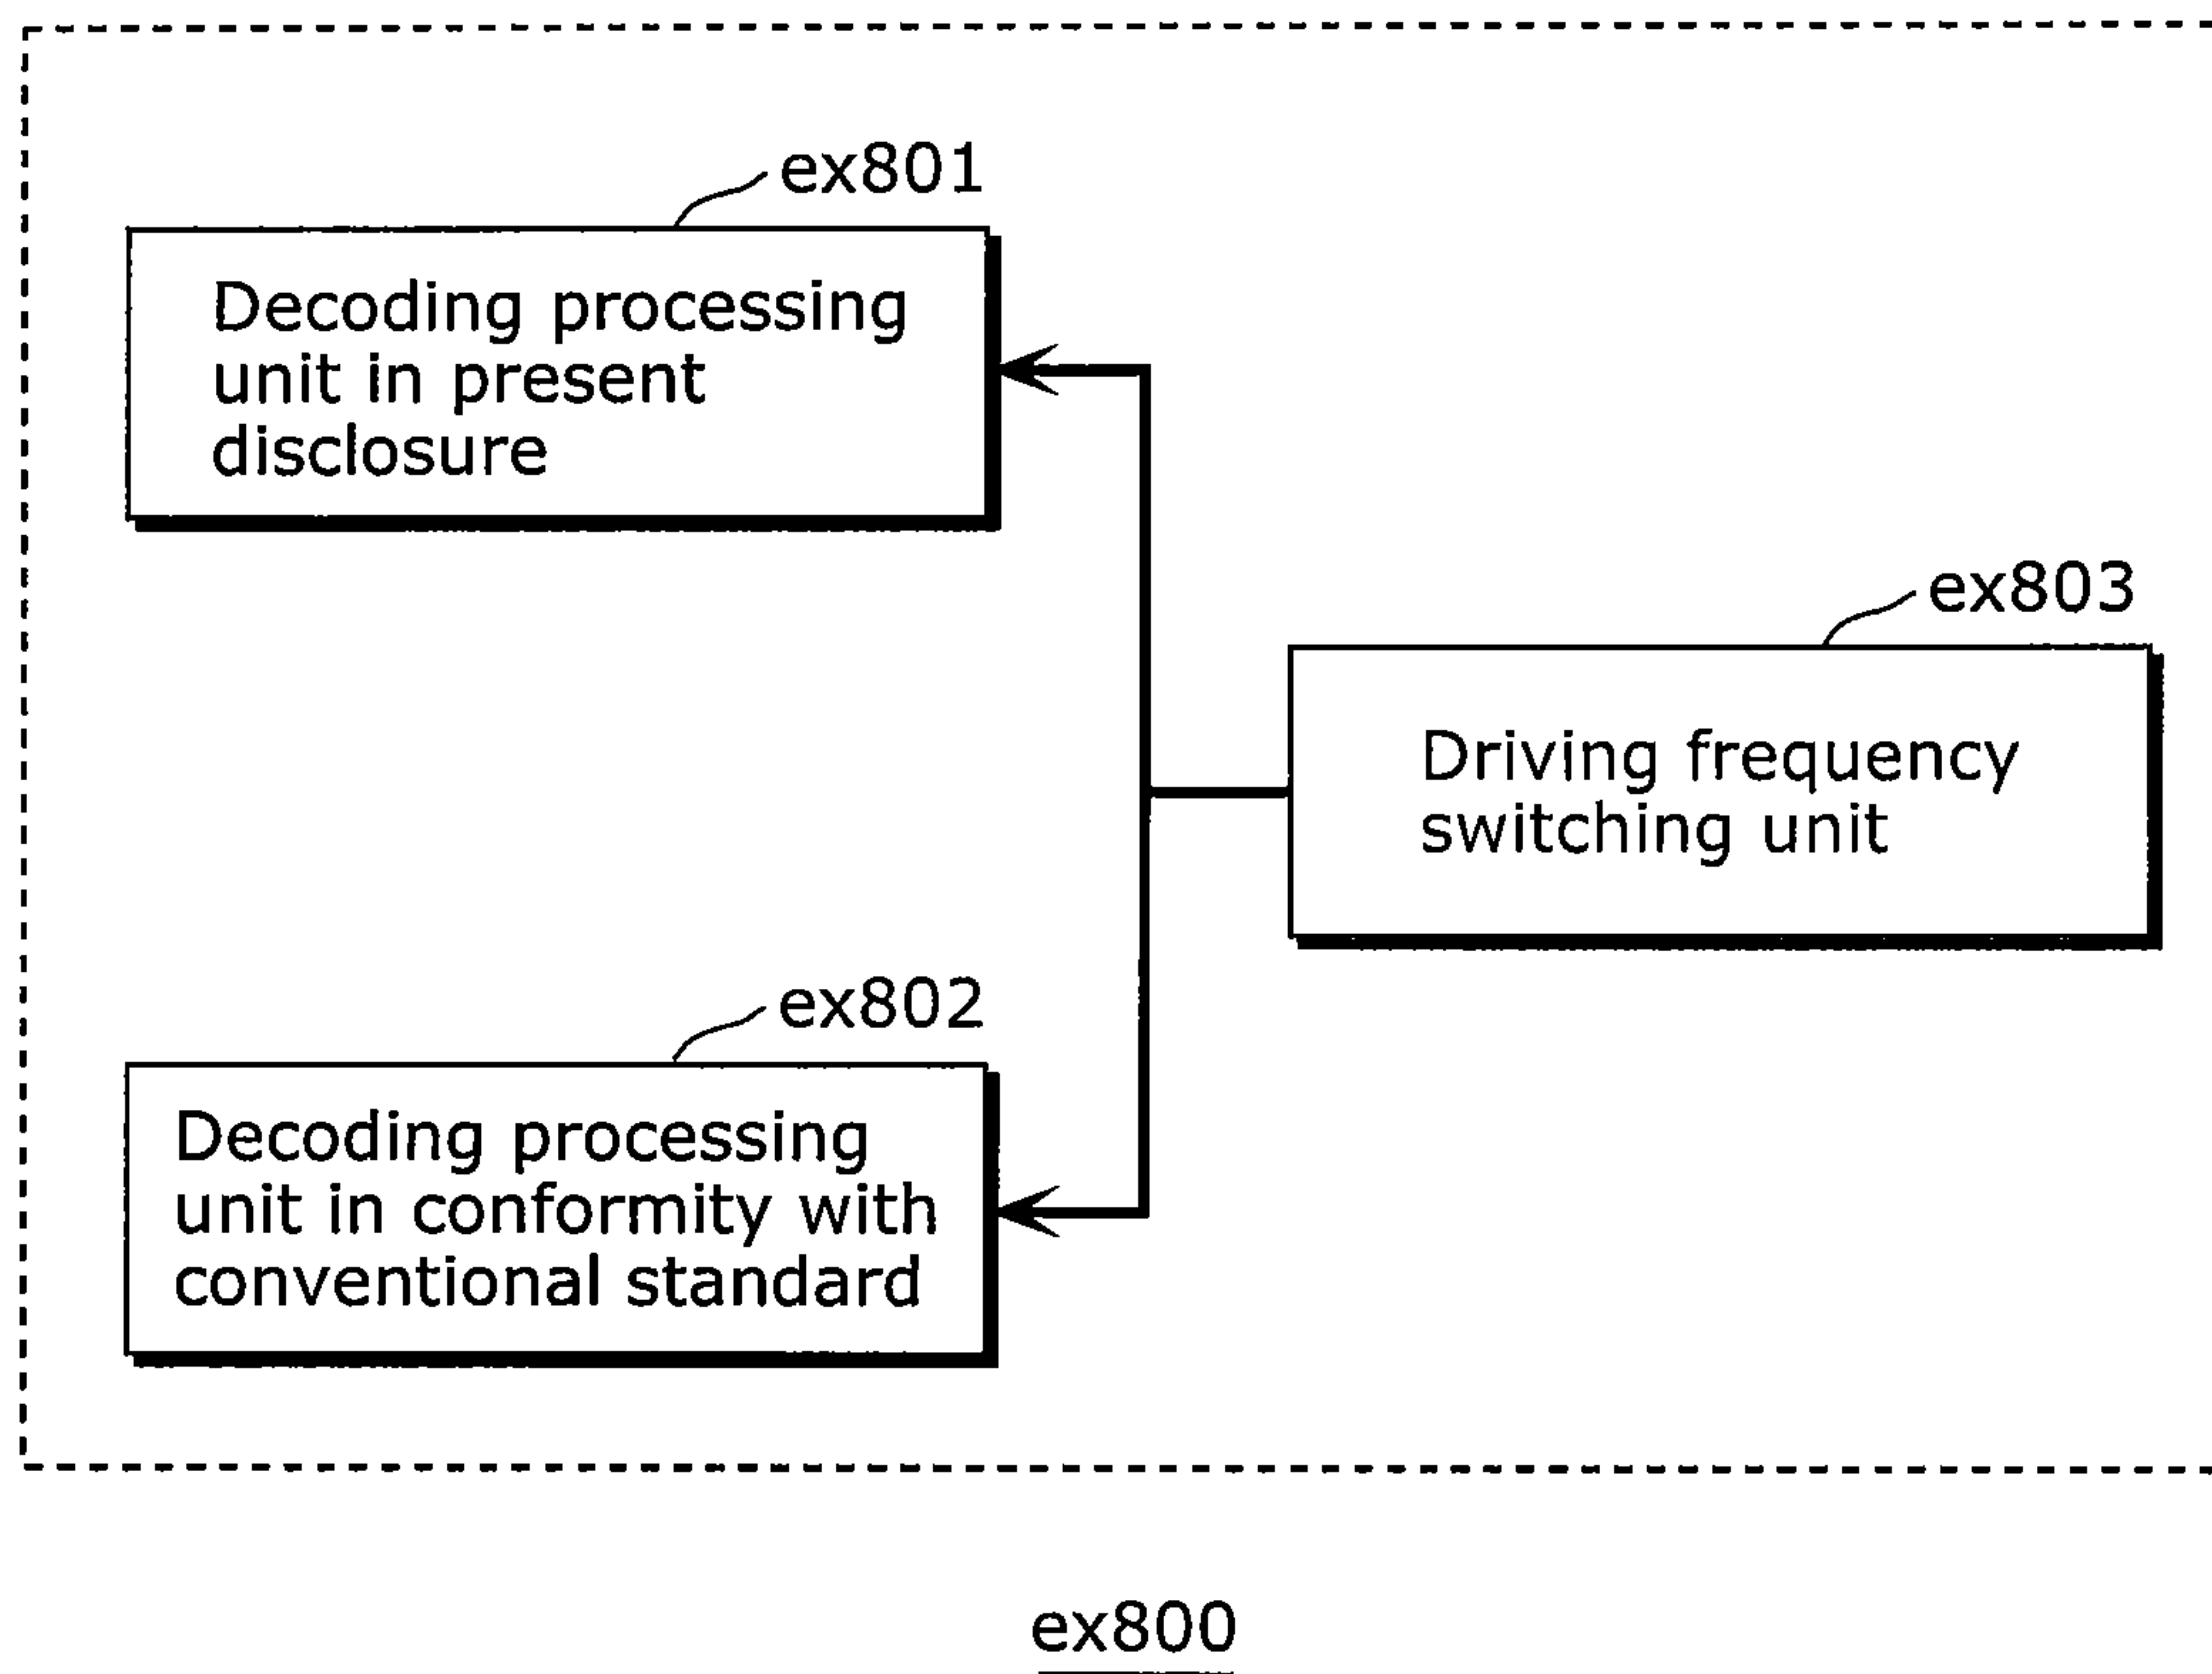 ex801
Decoding processing
unit in present
disclosure
ex803
Driving frequency
switching unit
ex802
Decoding processing
unit in conformity with
conventional standard
ex800